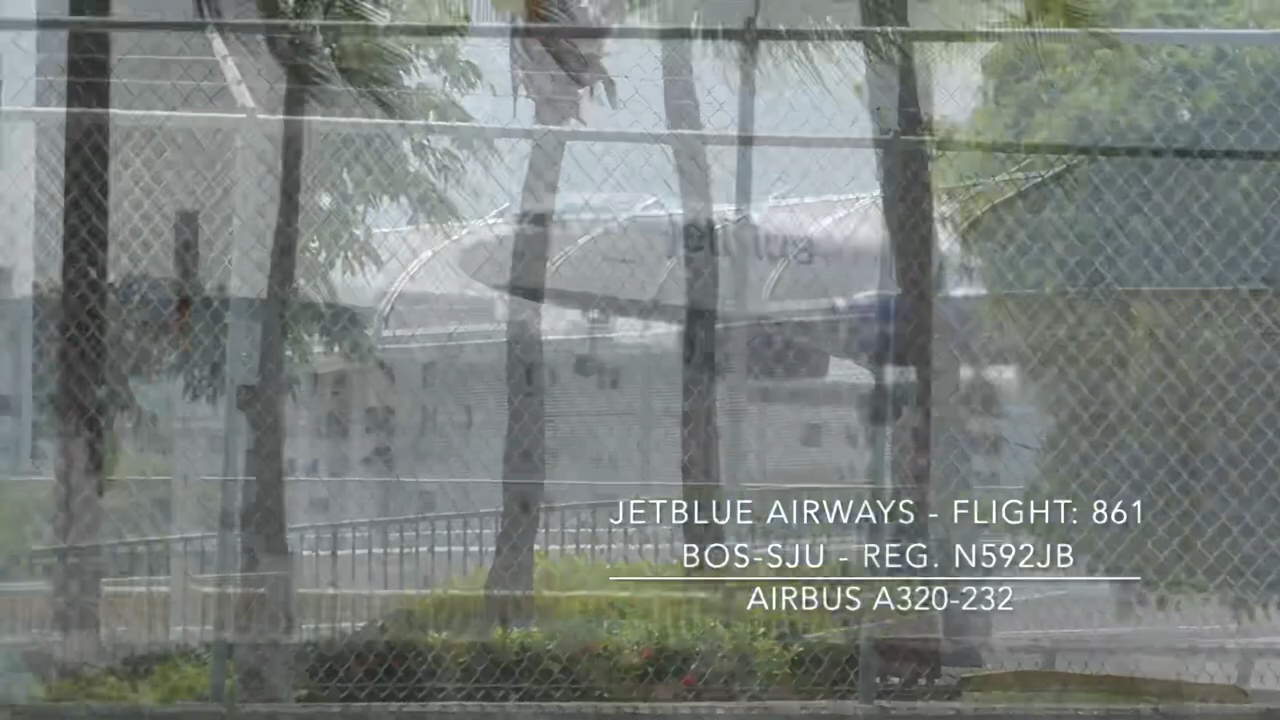 JETBLUE AIRWAYS - FLIGHT: 861
BOS-SJU - REG. N592JB
AIRBUS A320-232